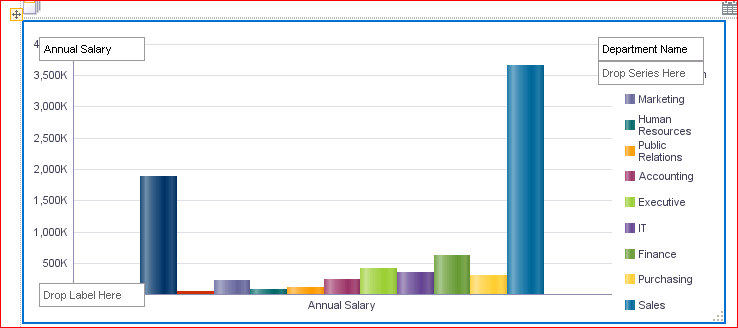 Annual Salary
Department Name
Drop Series Here
3,500K
3,000K
2,500K
2,000K
1,500K
1,000K
500K
Drop Label Here
Annual Salary
Marketing
Human
Resources
Public
Relations
Accounting
Executive
IT
Finance
Purchasing
Sales